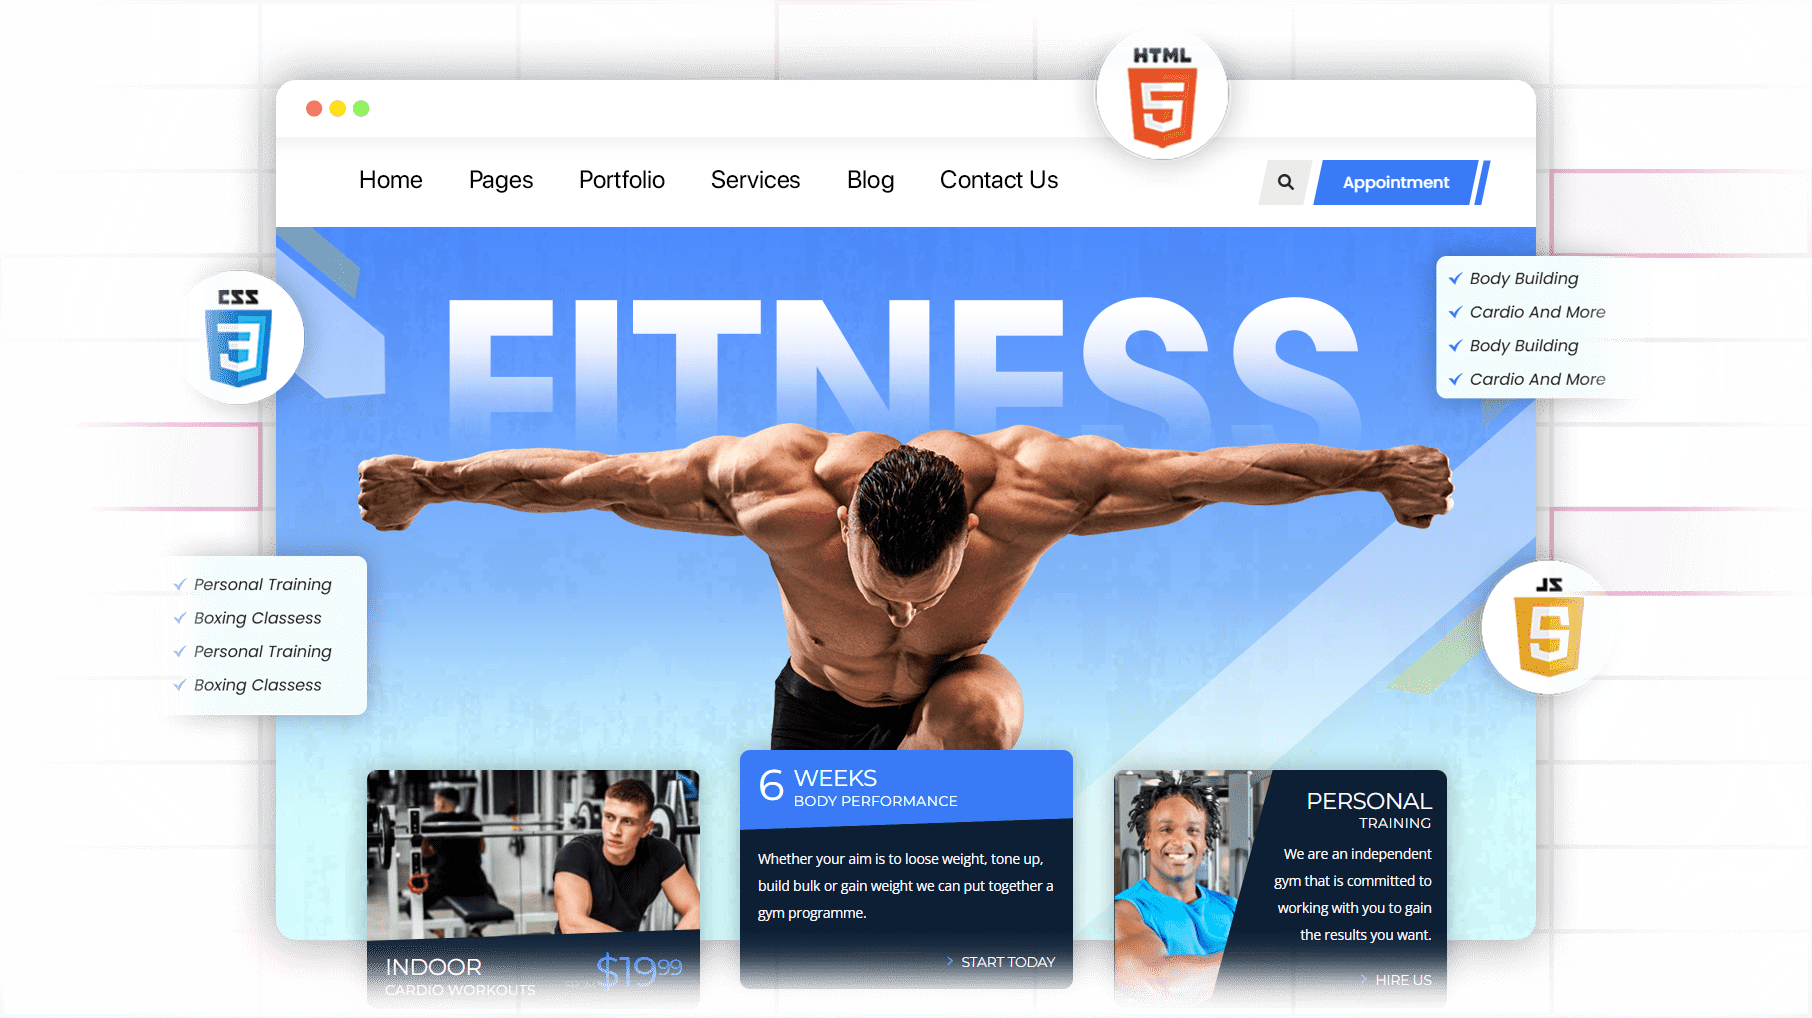 HTML
5
Home Pages Portfolio Services Blog Contact Us
Appointment
FITNESS
CSS
3
Body Building
Cardio And More
Body Building
Cardio And More
Personal Training
Boxing Classess
Personal Training
Boxing Classess
JS
5
6 WEEKS
BODY PERFORMANCE
Whether your aim is to loose weight, tone up,
build bulk or gain weight we can put together a
gym programme.
START TODAY
PERSONAL
TRAINING
We are an independent
gym that is committed to
working with you to gain
the results you want.
HIRE US
INDOOR
CARDIO WORKOUTS
FROM $1999